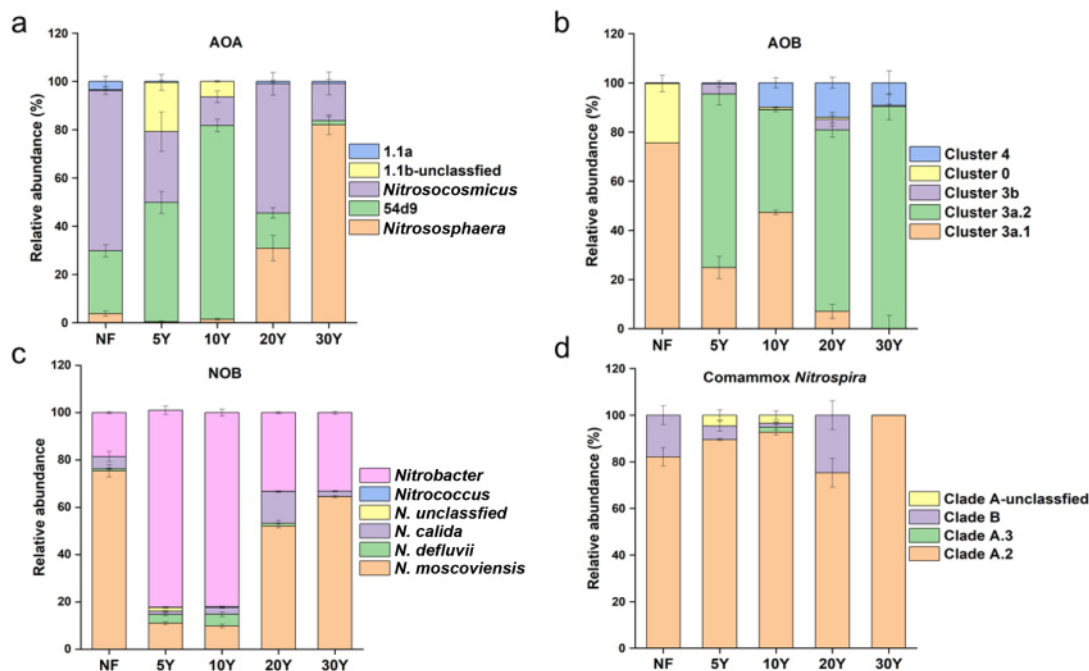 a
AOA
Relative abundance (%)
120
100
80
60
40
20
0
NF 5Y 10Y 20Y 30Y
1.1a
1.1b-unclassfied
Nitrosocosmicus
54d9
Nitrososphaera
b
AOB
Relative abundance (%)
120
100
80
60
40
20
0
NF 5Y 10Y 20Y 30Y
Cluster 4
Cluster 0
Cluster 3b
Cluster 3a.2
Cluster 3a.1
c
NOB
Relative abundance
120
100
80
60
40
20
0
NF 5Y 10Y 20Y 30Y
Nitrobacter
Nitrococcus
N. unclassfied
N. calida
N. defluvii
N. moscoviensis
d
Comammox Nitrospira
Relative abundance (%)
120
100
80
60
40
20
0
NF 5Y 10Y 20Y 30Y
Clade A-unclassfied
Clade B
Clade A.3
Clade A.2